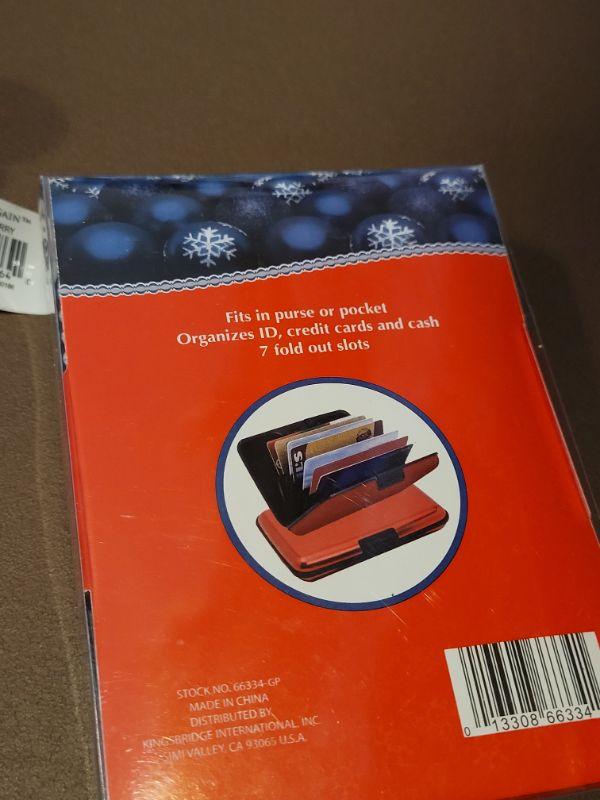 Fits in purse or pocket
Organizes ID, credit cards and cash
7 fold out slots
STOCK NO. 66334-GP
MADE IN CHINA
DISTRIBUTED BY
KINGSBRIDGE INTERNATIONAL, INC.
SIMI VALLEY, CA 93065 U.S.A.
0 13308 66334